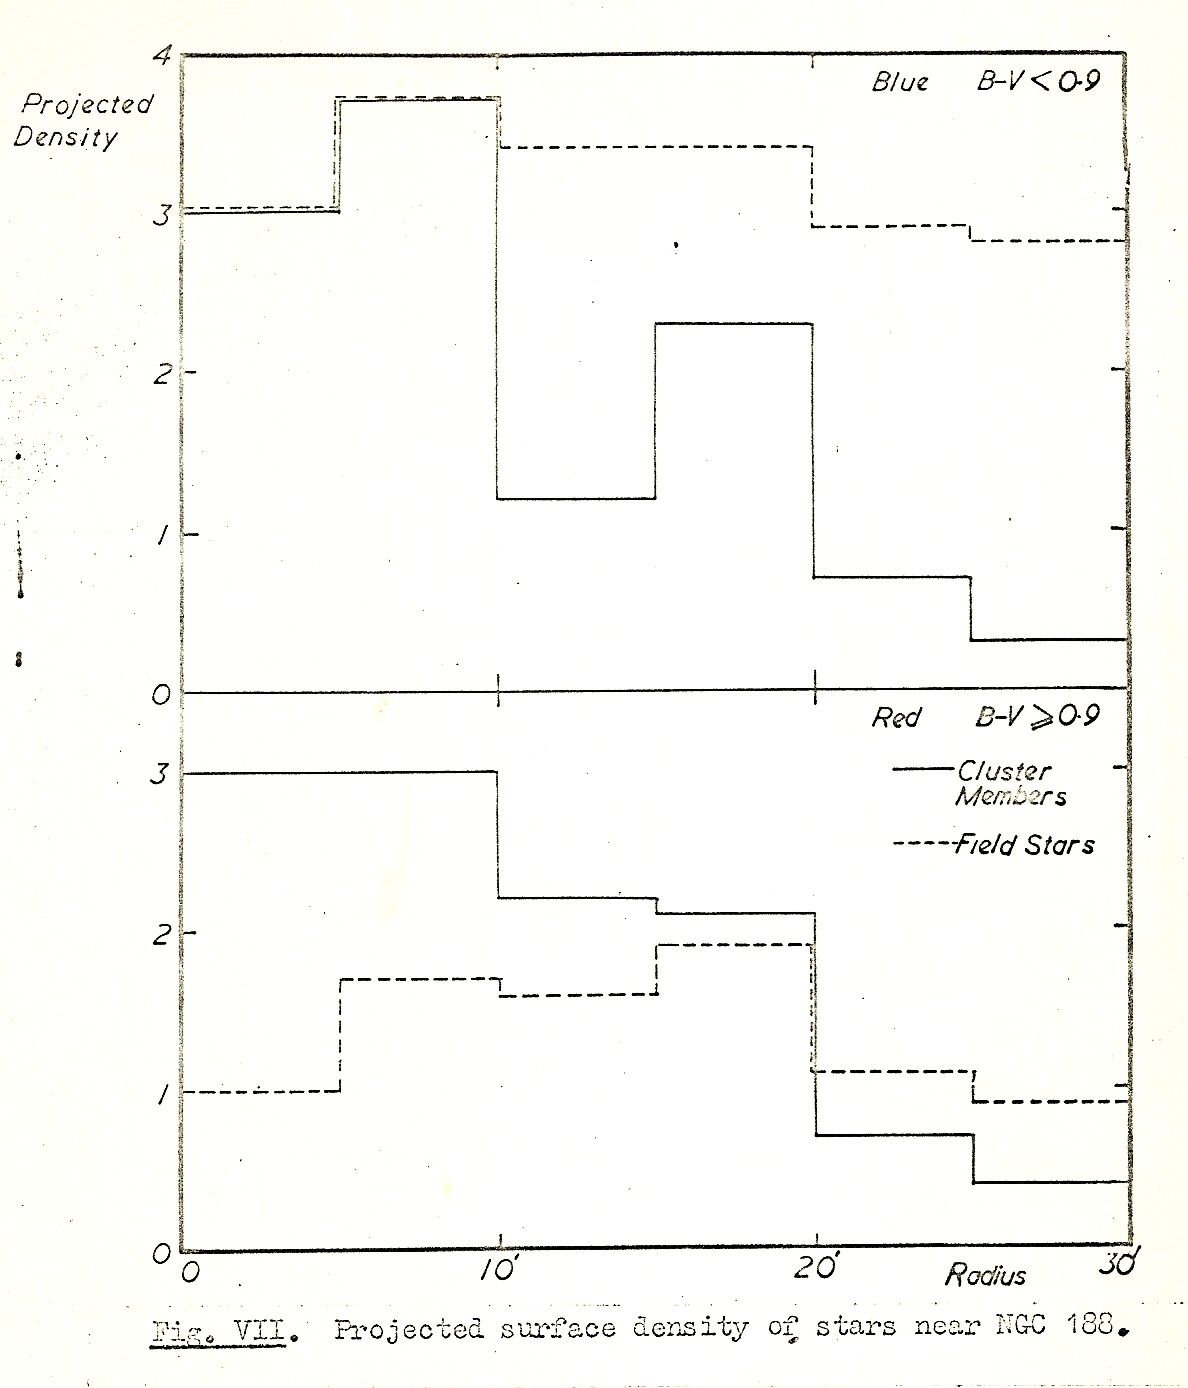 4
Projected
Density
Blue B-V < 0.9
3
2
1
0
Red B-V ⩾ 0.9
3
Cluster
Members
Field Stars
2
1
0
0 10′ 20′ Radius 30′
Fig. VII. Projected surface density of stars near NGC 188.